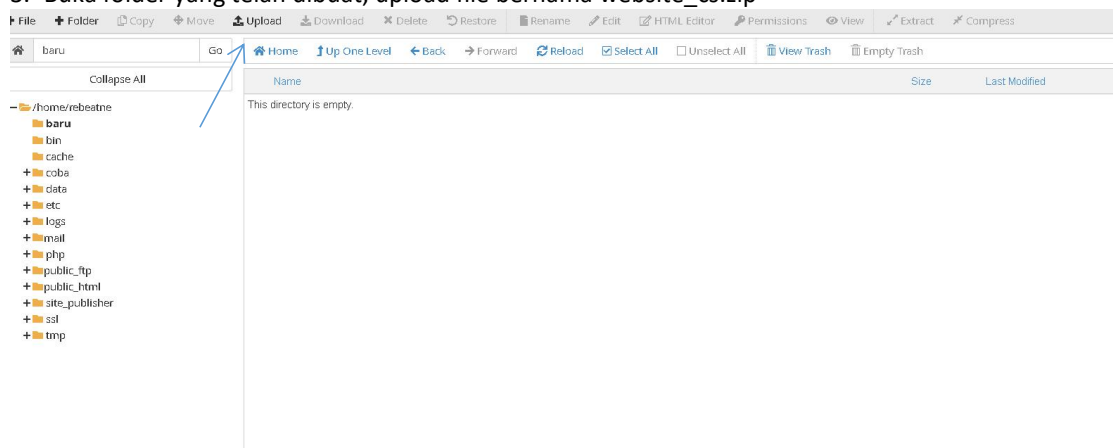 Buka folder yang telah dibuat, upload file bernama website_cs.zip
File + Folder Copy Move Upload Download Delete Restore Rename Edit HTML Editor Permissions View Extract Compress
baru Go Home Up One Level Back Forward Reload Select All Unselect All View Trash Empty Trash
Collapse All
Name Size Last Modified
This directory is empty.
/home/rebeatne
baru
bin
cache
+ coba
+ data
+ etc
+ logs
+ mail
+ php
+ public_ftp
+ public_html
+ site_publisher
+ ssl
+ tmp